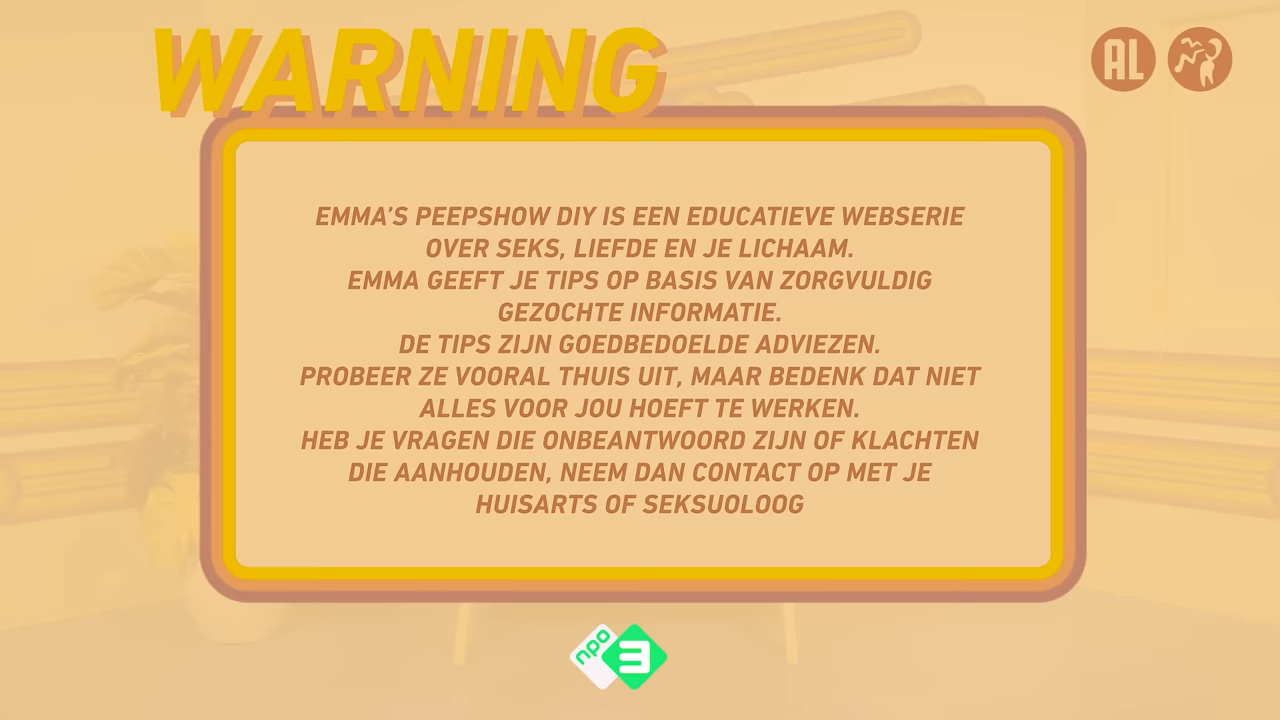 WARNING
AL
EMMA'S PEEPSHOW DIY IS EEN EDUCATIEVE WEBSERIE
OVER SEKS, LIEFDE EN JE LICHAAM.
EMMA GEEFT JE TIPS OP BASIS VAN ZORGVULDIG
GEZOCHTE INFORMATIE.
DE TIPS ZIJN GOEDBEDOELDE ADVIEZEN.
PROBEER ZE VOORAL THUIS UIT, MAAR BEDENK DAT NIET
ALLES VOOR JOU HOEFT TE WERKEN.
HEB JE VRAGEN DIE ONBEANTWOORD ZIJN OF KLACHTEN
DIE AANHOUDEN, NEEM DAN CONTACT OP MET JE
HUISARTS OF SEKSUOLOOG
npo 3